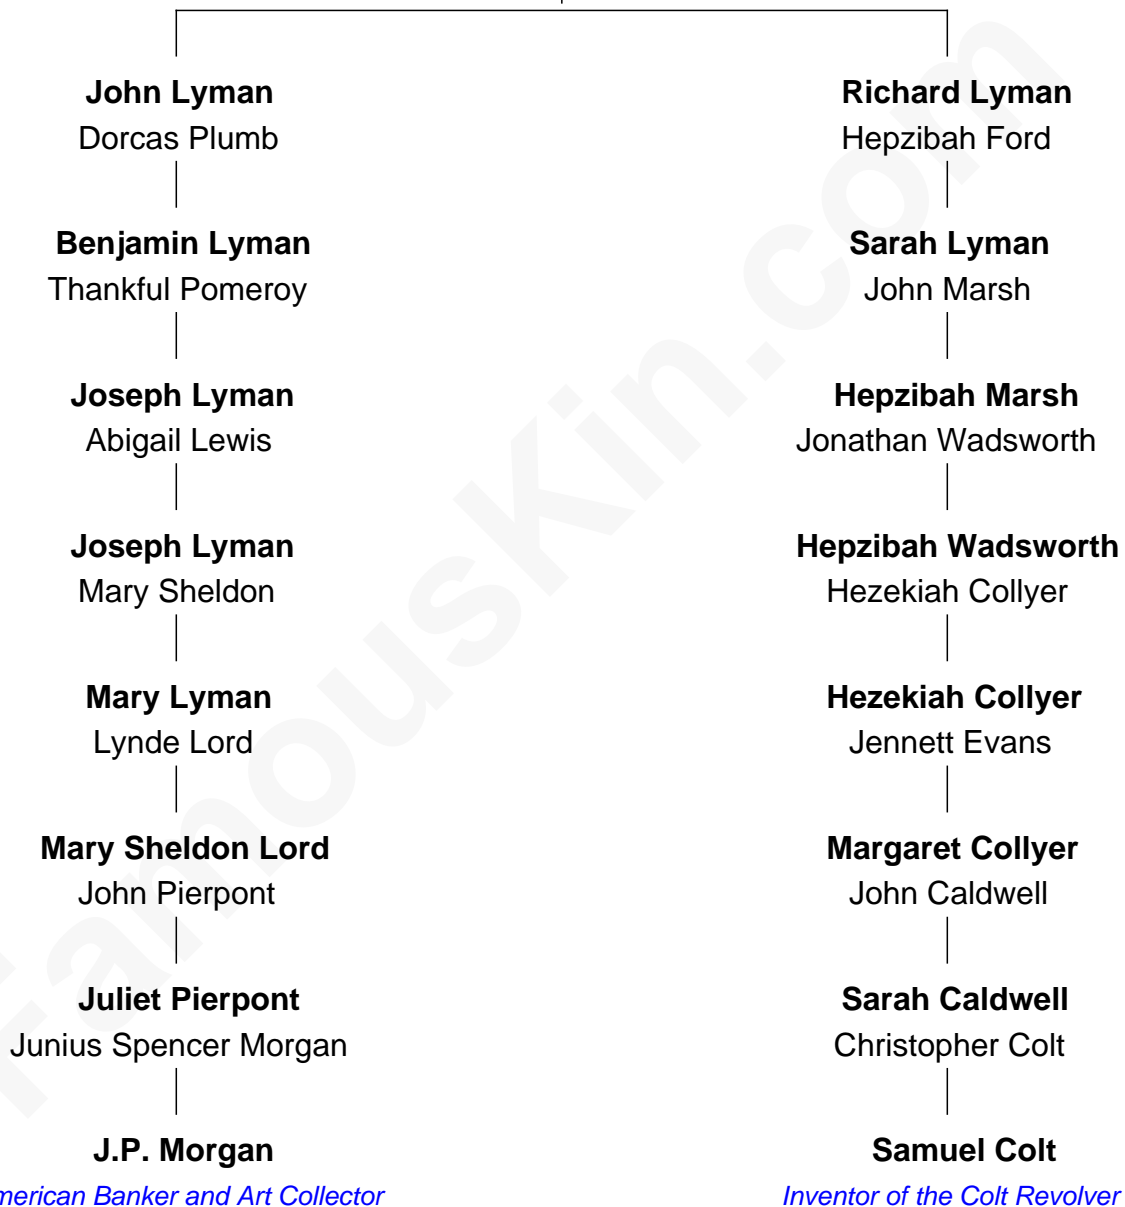 John Lyman
Dorcas Plumb
Benjamin Lyman
Thankful Pomeroy
Joseph Lyman
Abigail Lewis
Joseph Lyman
Mary Sheldon
Mary Lyman
Lynde Lord
Mary Sheldon Lord
John Pierpont
Juliet Pierpont
Junius Spencer Morgan
J.P. Morgan
Banker and Art Collector
Richard Lyman
Hepzibah Ford
Sarah Lyman
John Marsh
Hepzibah Marsh
Jonathan Wadsworth
Hepzibah Wadsworth
Hezekiah Collyer
Hezekiah Collyer
Jennett Evans
Margaret Collyer
John Caldwell
Sarah Caldwell
Christopher Colt
Samuel Colt
Inventor of the Colt Revolver
FamousKin.com